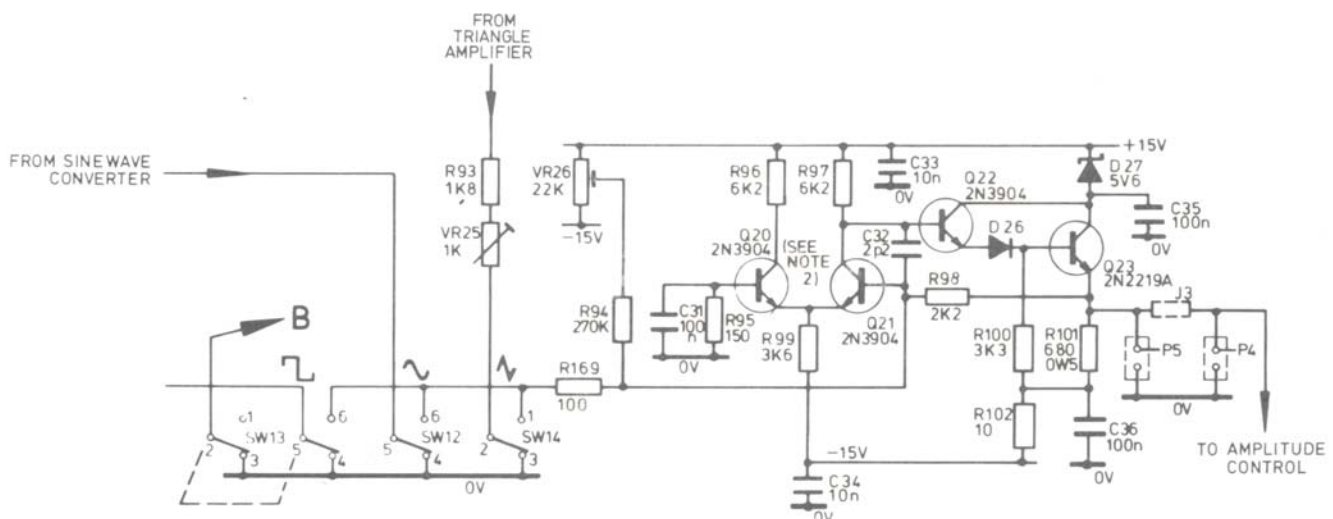 FROM
TRIANGLE
AMPLIFIER
FROM SINEWAVE
CONVERTER
R93
1K8
VR25
1K
VR26
22K
-15V
R94
270K
R169
100
B
1
2
3
SW13
6
5
4
6
5
4
SW12
1
2
3
SW14
0V
R96
6K2
R97
6K2
C33
10n
0V
+15V
Q20
2N3904
(SEE
NOTE
2)
C31
100
n
R95
150
0V
R99
3K6
Q21
2N3904
C32
2p2
Q22
2N3904
D26
D27
5V6
C35
100n
0V
Q23
2N2219A
R98
2K2
R100
3K3
R101
680
0W5
J3
P5
P4
0V
R102
10
C36
100n
0V
-15V
C34
10n
0V
TO AMPLITUDE
CONTROL